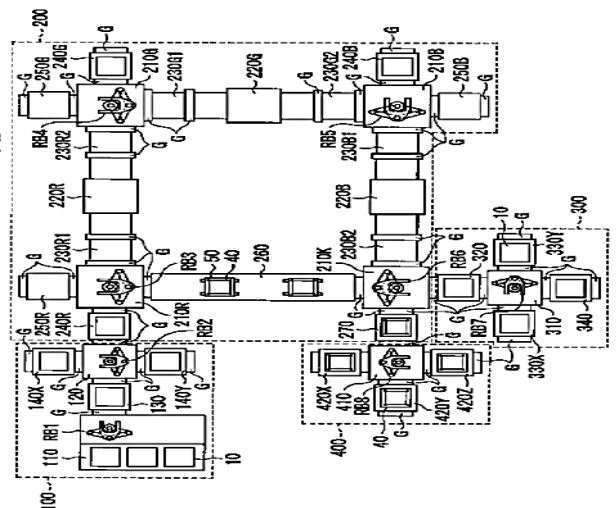 200
G
G
240G
240B
G
250G
G
210G
230G1
G
230G2
G
210B
RB4
220G
RB5
250B
G
G
G
230R2
G
G
230B1
G
220R
220B
300
G
230R1
G
230B2
G
10
G
330Y
G
50
40
260
210K
RB6
320
G
RB3
250R
G
310
340
240R
210R
G
270
G
RB7
G
RB2
330X
G
G
140X
120
140Y
G
G
G
130
420X
410
RB8
420Z
G
G
RB1
400
40
420Y
G
110
10
100